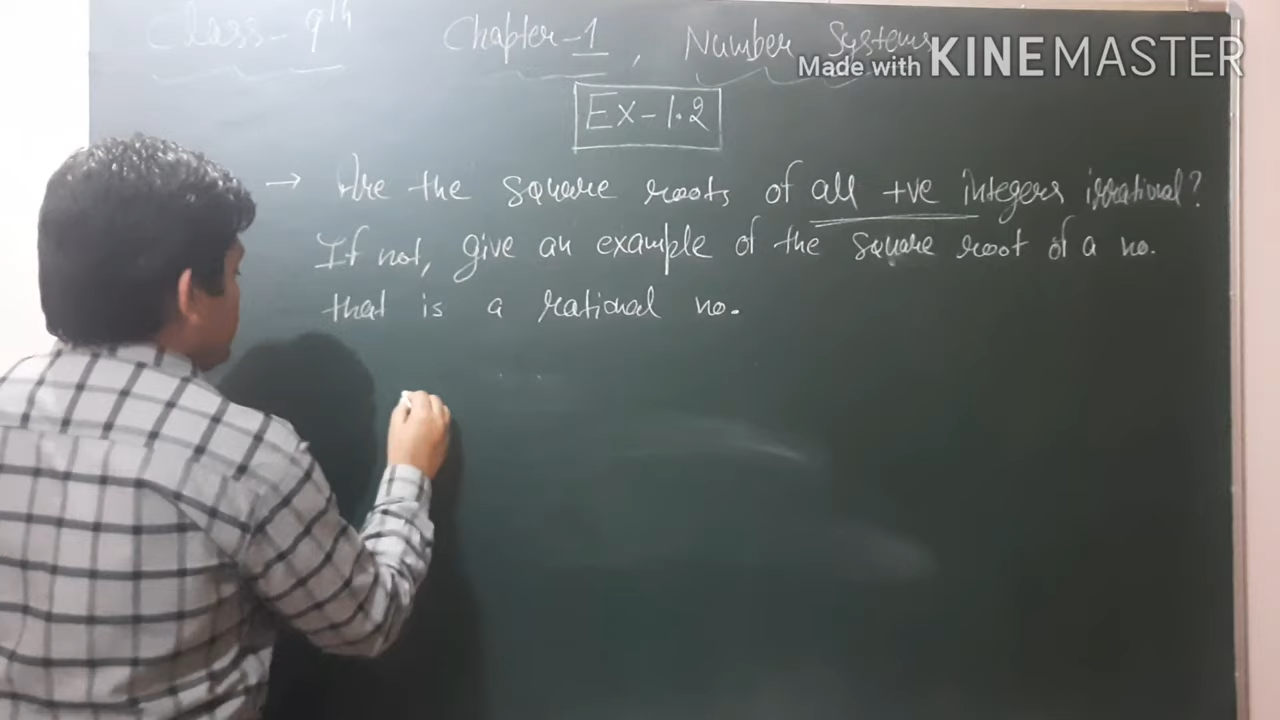 Class-9th Chapter-1, Number Systems
Made with KINEMASTER
Ex-1.2
→ Are the square roots of all +ve integers irrational?
If not, give an example of the square root of a no.
that is a rational no.